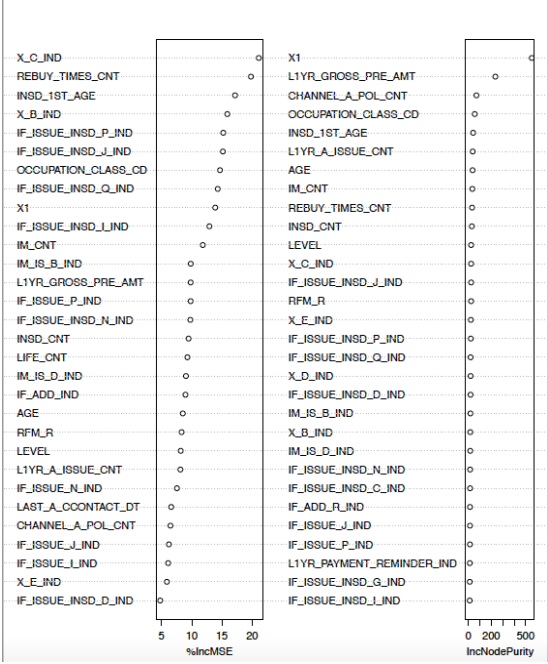 X_C_IND
REBUY_TIMES_CNT
INSD_1ST_AGE
X_B_IND
IF_ISSUE_INSD_P_IND
IF_ISSUE_INSD_J_IND
OCCUPATION_CLASS_CD
IF_ISSUE_INSD_Q_IND
X1
IF_ISSUE_INSD_I_IND
IM_CNT
IM_IS_B_IND
L1YR_GROSS_PRE_AMT
IF_ISSUE_P_IND
IF_ISSUE_INSD_N_IND
INSD_CNT
LIFE_CNT
IM_IS_D_IND
IF_ADD_IND
AGE
RFM_R
LEVEL
L1YR_A_ISSUE_CNT
IF_ISSUE_N_IND
LAST_A_CCONTACT_DT
CHANNEL_A_POL_CNT
IF_ISSUE_J_IND
IF_ISSUE_I_IND
X_E_IND
IF_ISSUE_INSD_D_IND
5 10 15 20
%IncMSE
X1
L1YR_GROSS_PRE_AMT
CHANNEL_A_POL_CNT
OCCUPATION_CLASS_CD
INSD_1ST_AGE
L1YR_A_ISSUE_CNT
AGE
IM_CNT
REBUY_TIMES_CNT
INSD_CNT
LEVEL
X_C_IND
IF_ISSUE_INSD_J_IND
RFM_R
X_E_IND
IF_ISSUE_INSD_P_IND
IF_ISSUE_INSD_Q_IND
X_D_IND
IF_ISSUE_INSD_D_IND
IM_IS_B_IND
X_B_IND
IM_IS_D_IND
IF_ISSUE_INSD_N_IND
IF_ISSUE_INSD_C_IND
IF_ADD_R_IND
IF_ISSUE_J_IND
IF_ISSUE_P_IND
L1YR_PAYMENT_REMINDER_IND
IF_ISSUE_INSD_G_IND
IF_ISSUE_INSD_I_IND
0 200 500
IncNodePurity